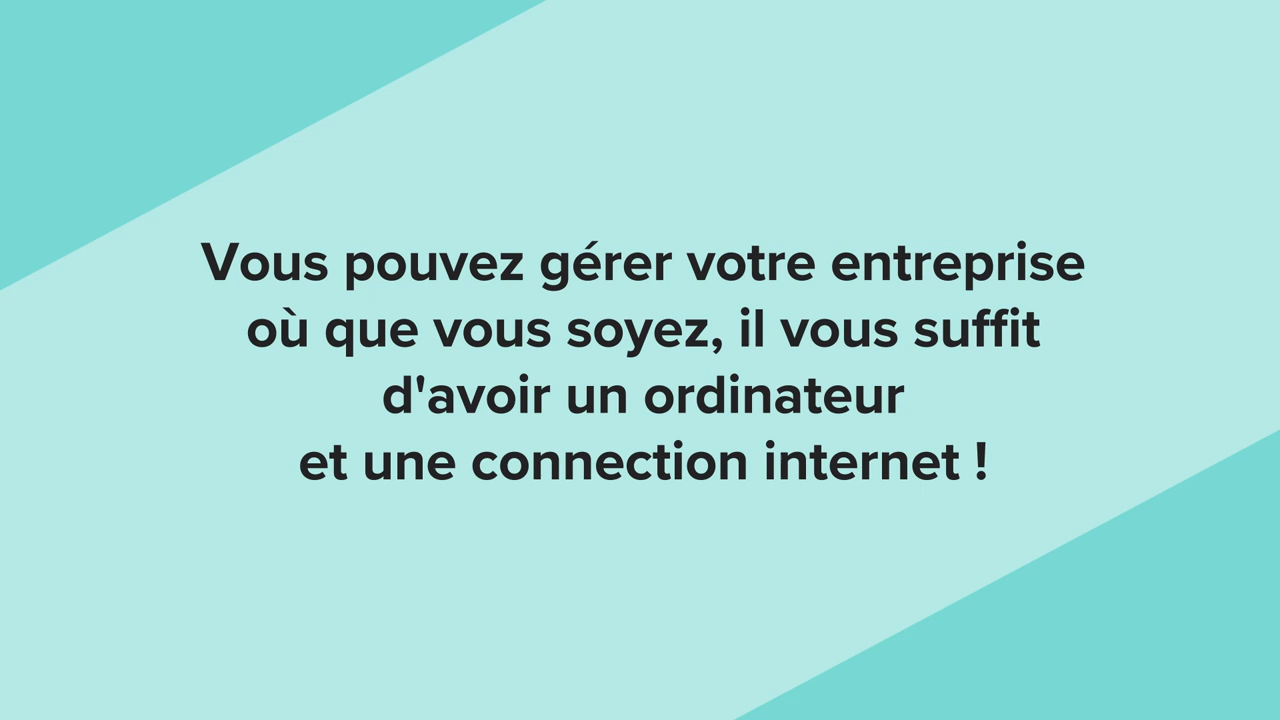 Vous pouvez gérer votre entreprise
où que vous soyez, il vous suffit
d'avoir un ordinateur
et une connection internet !